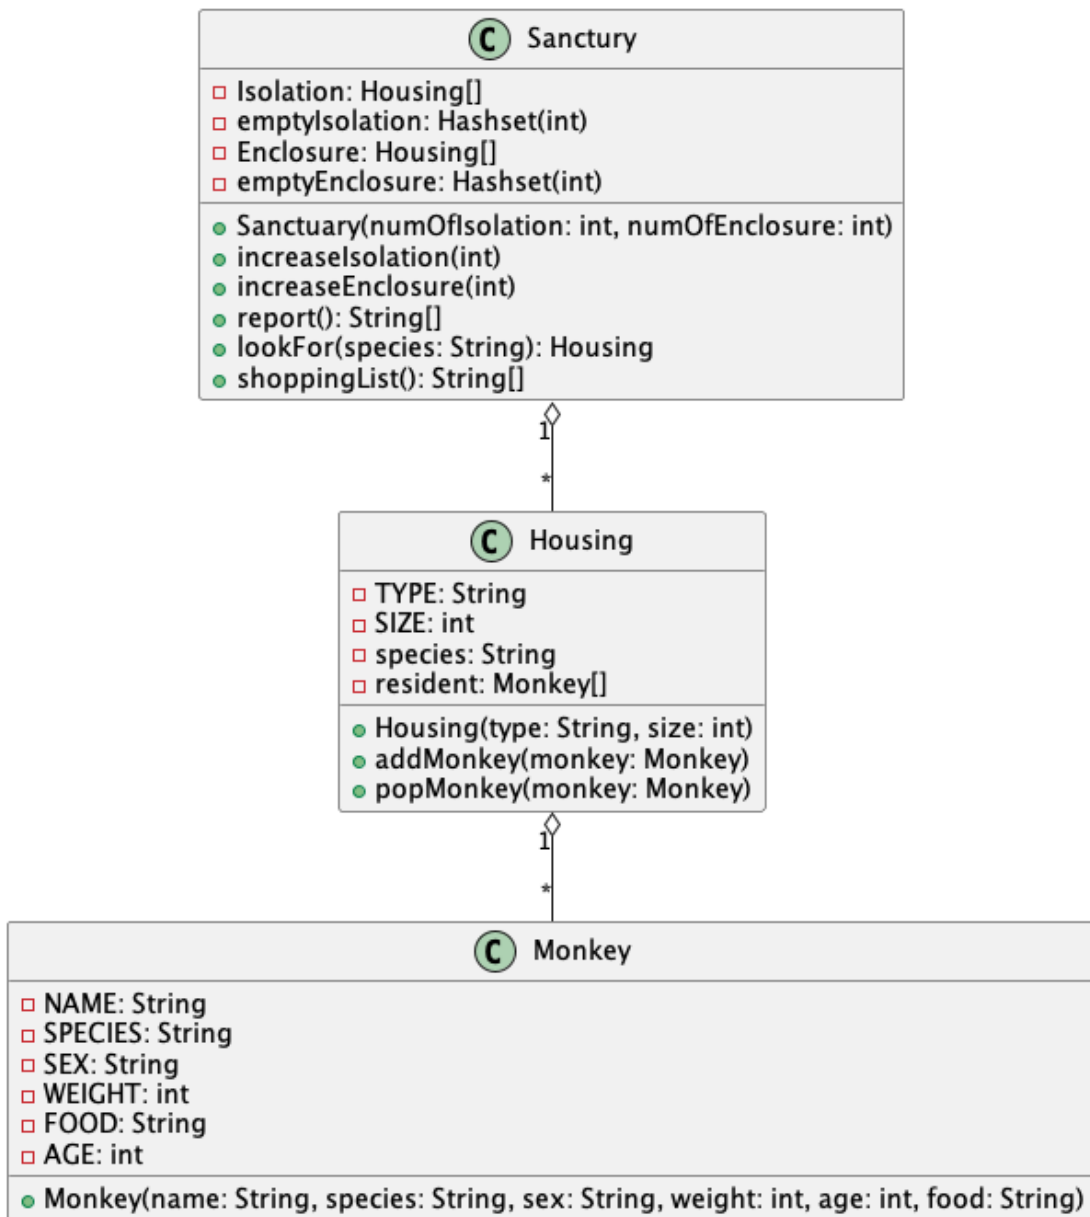 C Sanctury
Isolation: Housing[]
emptyIsolation: Hashset(int)
Enclosure: Housing[]
emptyEnclosure: Hashset(int)
Sanctuary(numOfIsolation: int, numOfEnclosure: int)
increaseIsolation(int)
increaseEnclosure(int)
report(): String[]
lookFor(species: String): Housing
shoppingList(): String[]
1
*
C Housing
TYPE: String
SIZE: int
species: String
resident: Monkey[]
Housing(type: String, size: int)
addMonkey(monkey: Monkey)
popMonkey(monkey: Monkey)
1
*
C Monkey
NAME: String
SPECIES: String
SEX: String
WEIGHT: int
FOOD: String
AGE: int
Monkey(name: String, species: String, sex: String, weight: int, age: int, food: String)